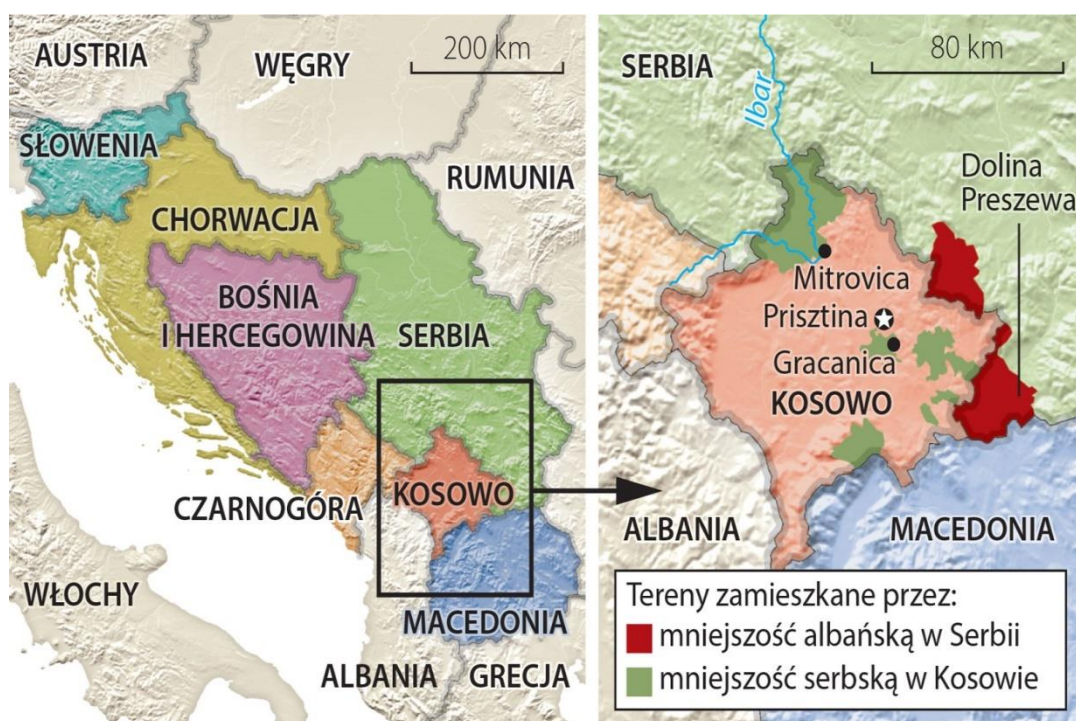 AUSTRIA
WĘGRY
200 km
SŁOWENIA
RUMUNIA
CHORWACJA
BOŚNIA
I HERCEGOWINA
SERBIA
CZARNOGÓRA
KOSOWO
WŁOCHY
MACEDONIA
ALBANIA
GRECJA
SERBIA
Ibar
80 km
Dolina
Preszewa
Mitrovica
Prisztina
Gracanica
KOSOWO
ALBANIA
MACEDONIA
Tereny zamieszkane przez:
mniejszość albańską w Serbii
mniejszość serbską w Kosowie